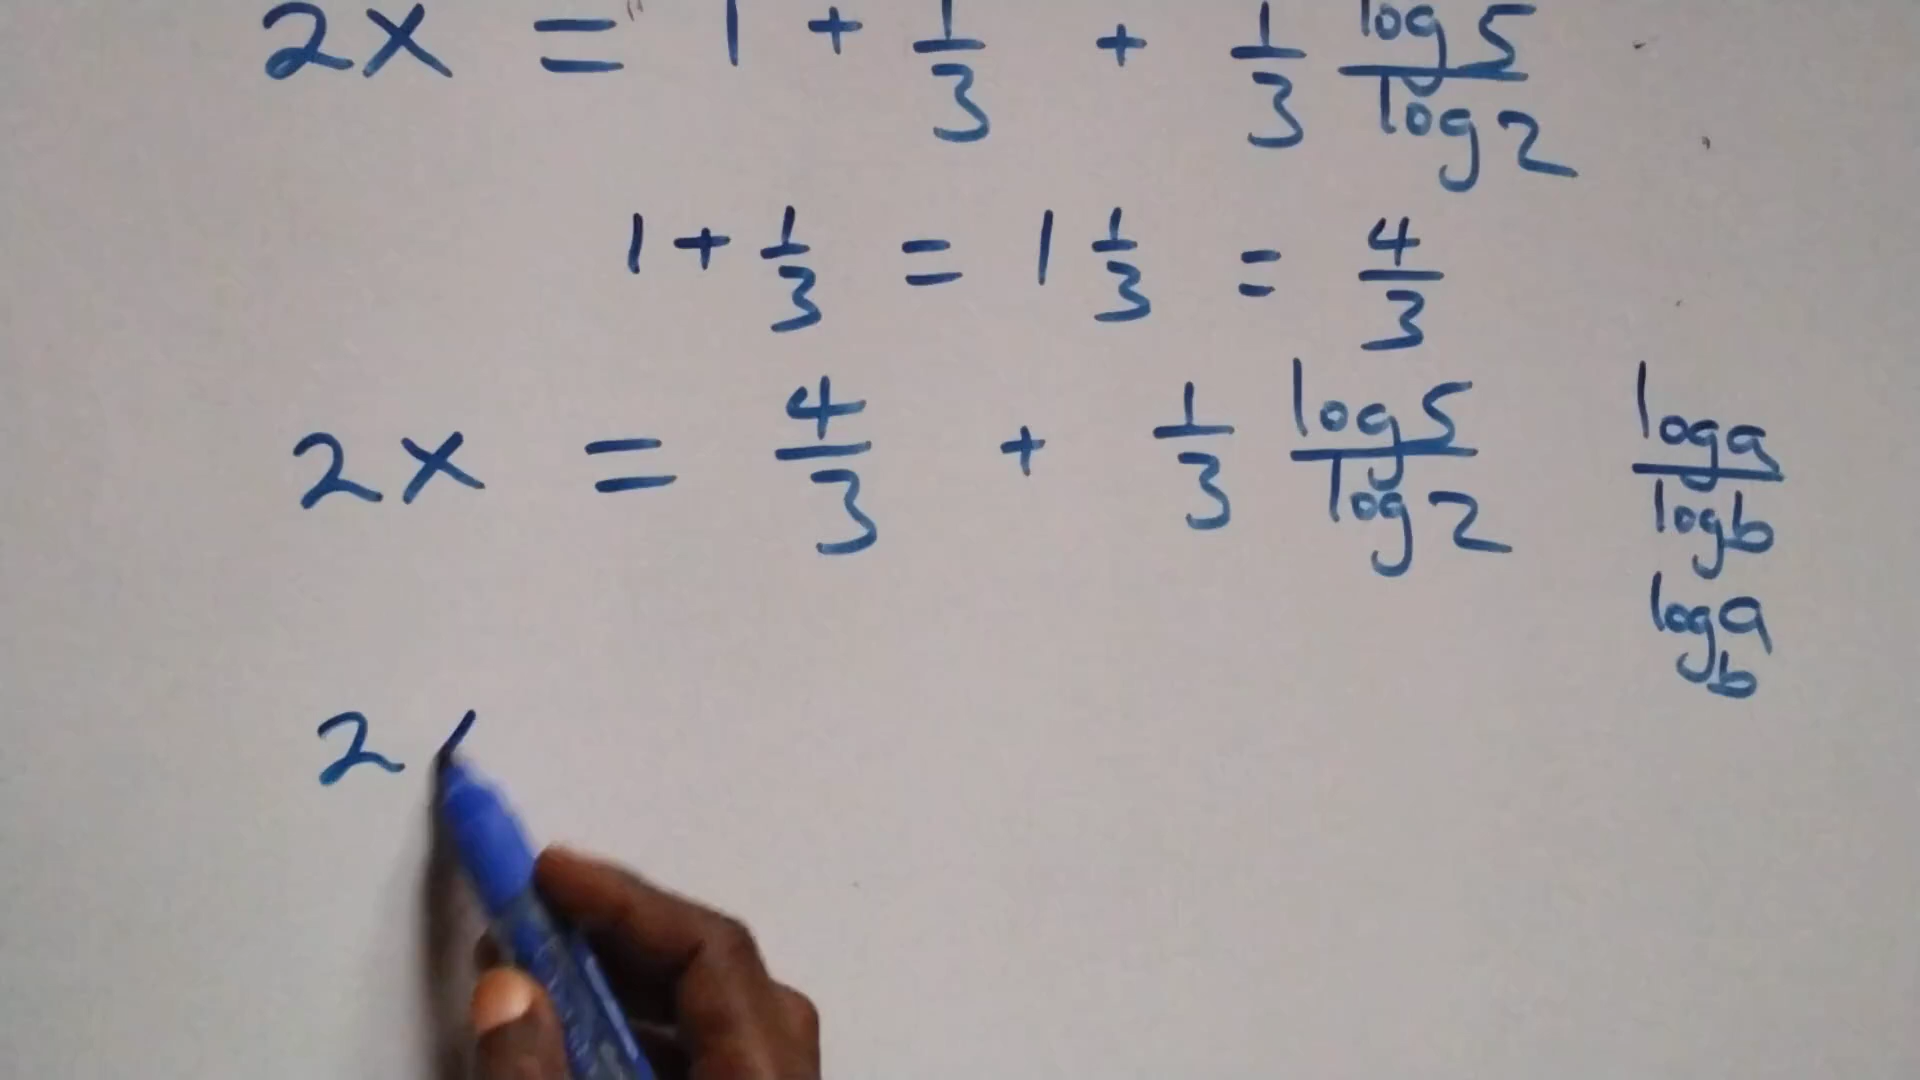 2x = 1 + 1/3 + 1/3 log5/log2
1 + 1/3 = 1 1/3 = 4/3
2x = 4/3 + 1/3 log5/log2
loga/logb
log_b a
2